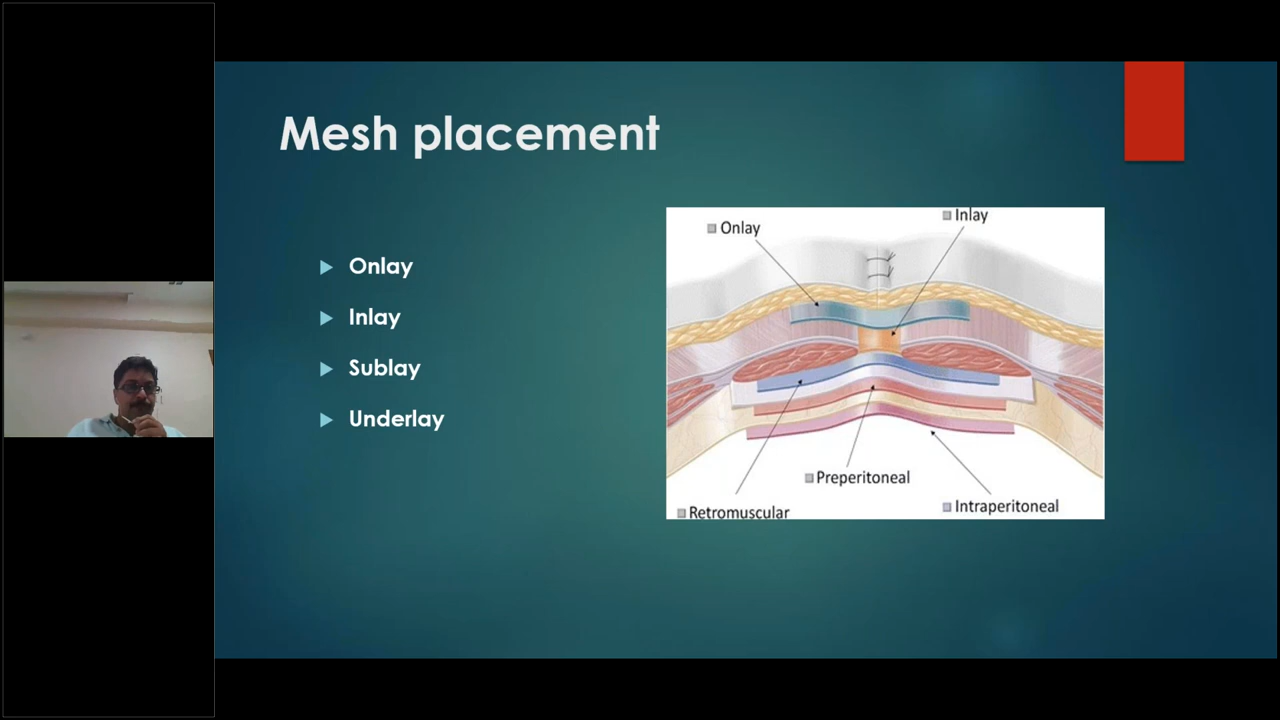 Mesh placement
Onlay
Inlay
Sublay
Underlay
Onlay
Inlay
Preperitoneal
Retromuscular
Intraperitoneal